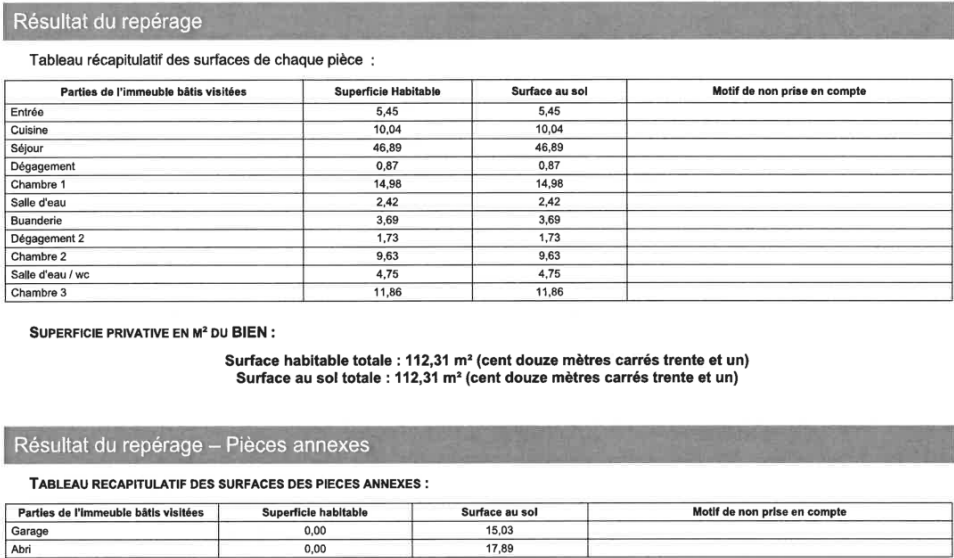 Résultat du repérage
Tableau récapitulatif des surfaces de chaque pièce :
Parties de l'immeuble bâtis visitées Superficie Habitable Surface au sol Motif de non prise en compte
Entrée 5,45 5,45
Cuisine 10,04 10,04
Séjour 46,89 46,89
Dégagement 0,87 0,87
Chambre 1 14,98 14,98
Salle d'eau 2,42 2,42
Buanderie 3,69 3,69
Dégagement 2 1,73 1,73
Chambre 2 9,63 9,63
Salle d'eau / wc 4,75 4,75
Chambre 3 11,86 11,86
SUPERFICIE PRIVATIVE EN M² DU BIEN :
Surface habitable totale : 112,31 m² (cent douze mètres carrés trente et un)
Surface au sol totale : 112,31 m² (cent douze mètres carrés trente et un)
Résultat du repérage – Pièces annexes
TABLEAU RECAPITULATIF DES SURFACES DES PIECES ANNEXES :
Parties de l'immeuble bâtis visitées Superficie habitable Surface au sol Motif de non prise en compte
Garage 0,00 15,03
Abri 0,00 17,89